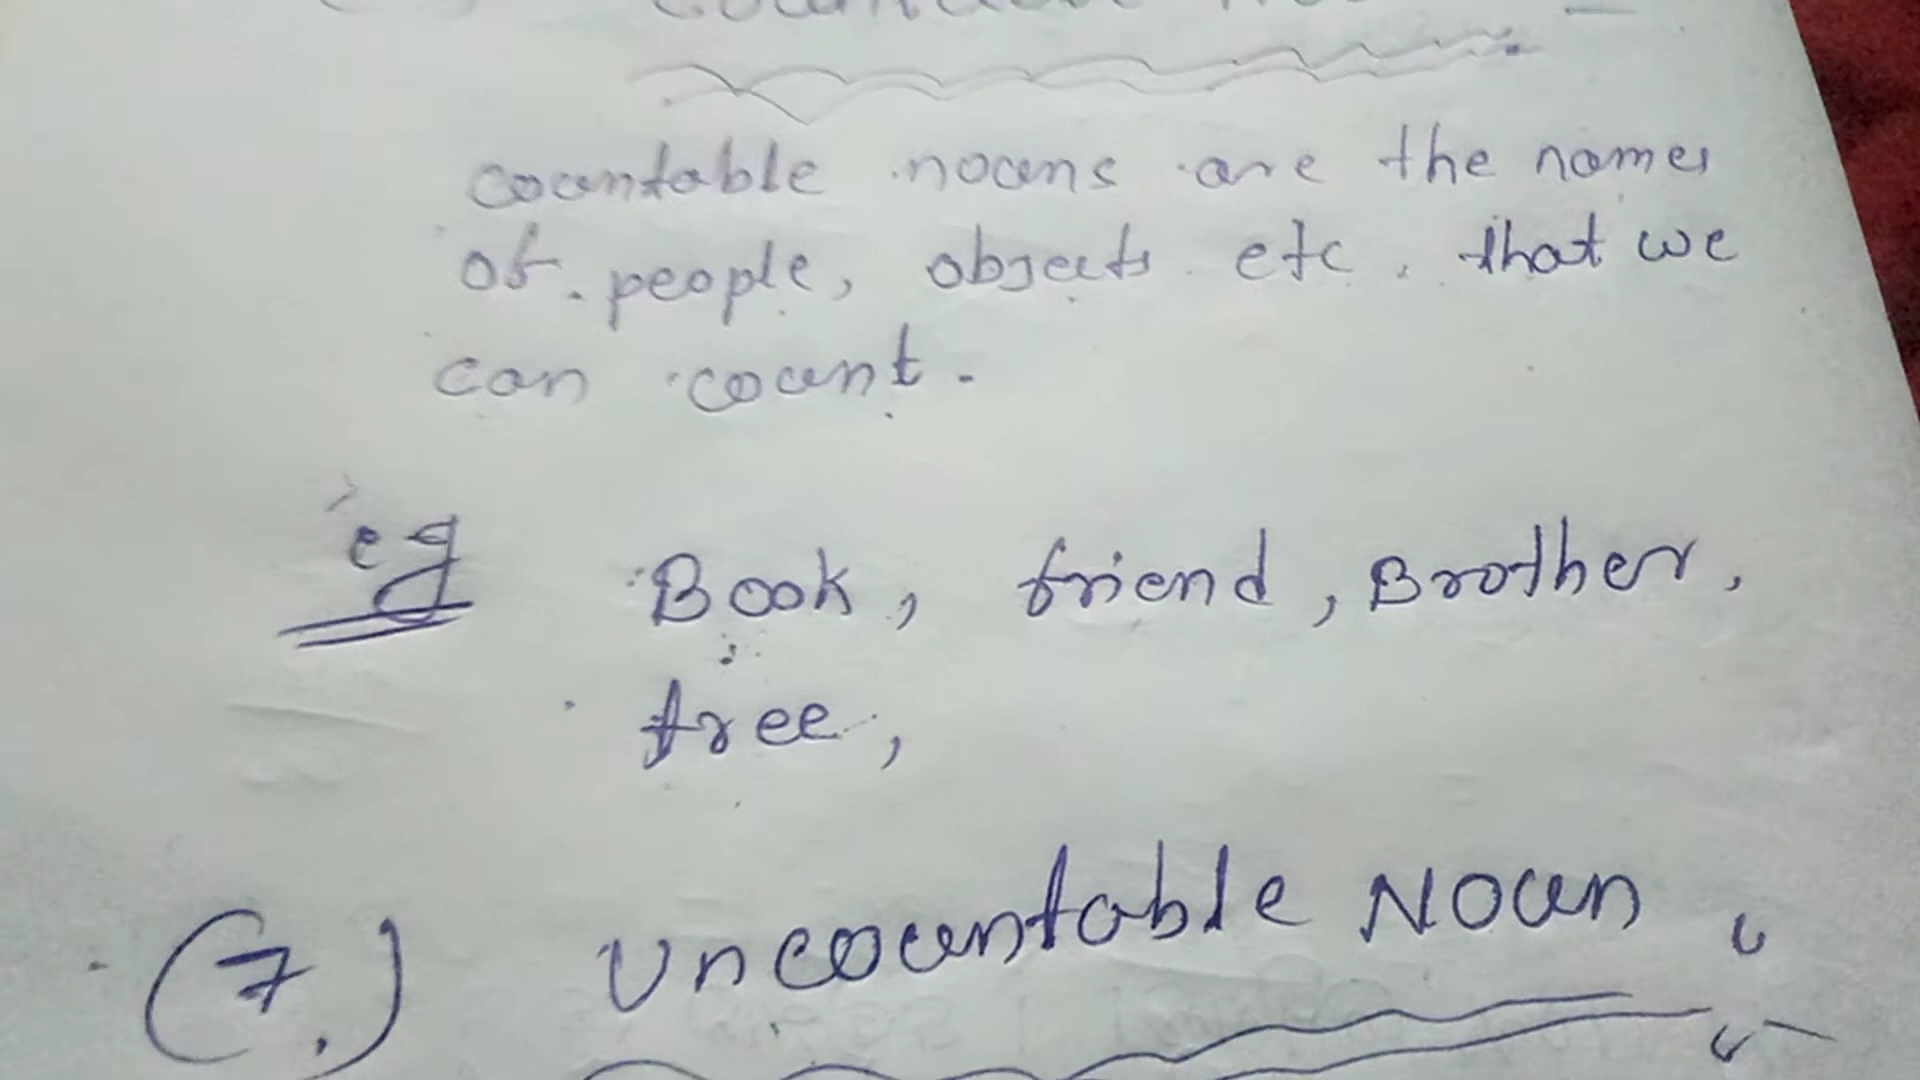 countable nouns are the names
of people, objects etc. that we
can count.
eg Book, friend, Brother,
tree,
(7.) Uncountable Noun